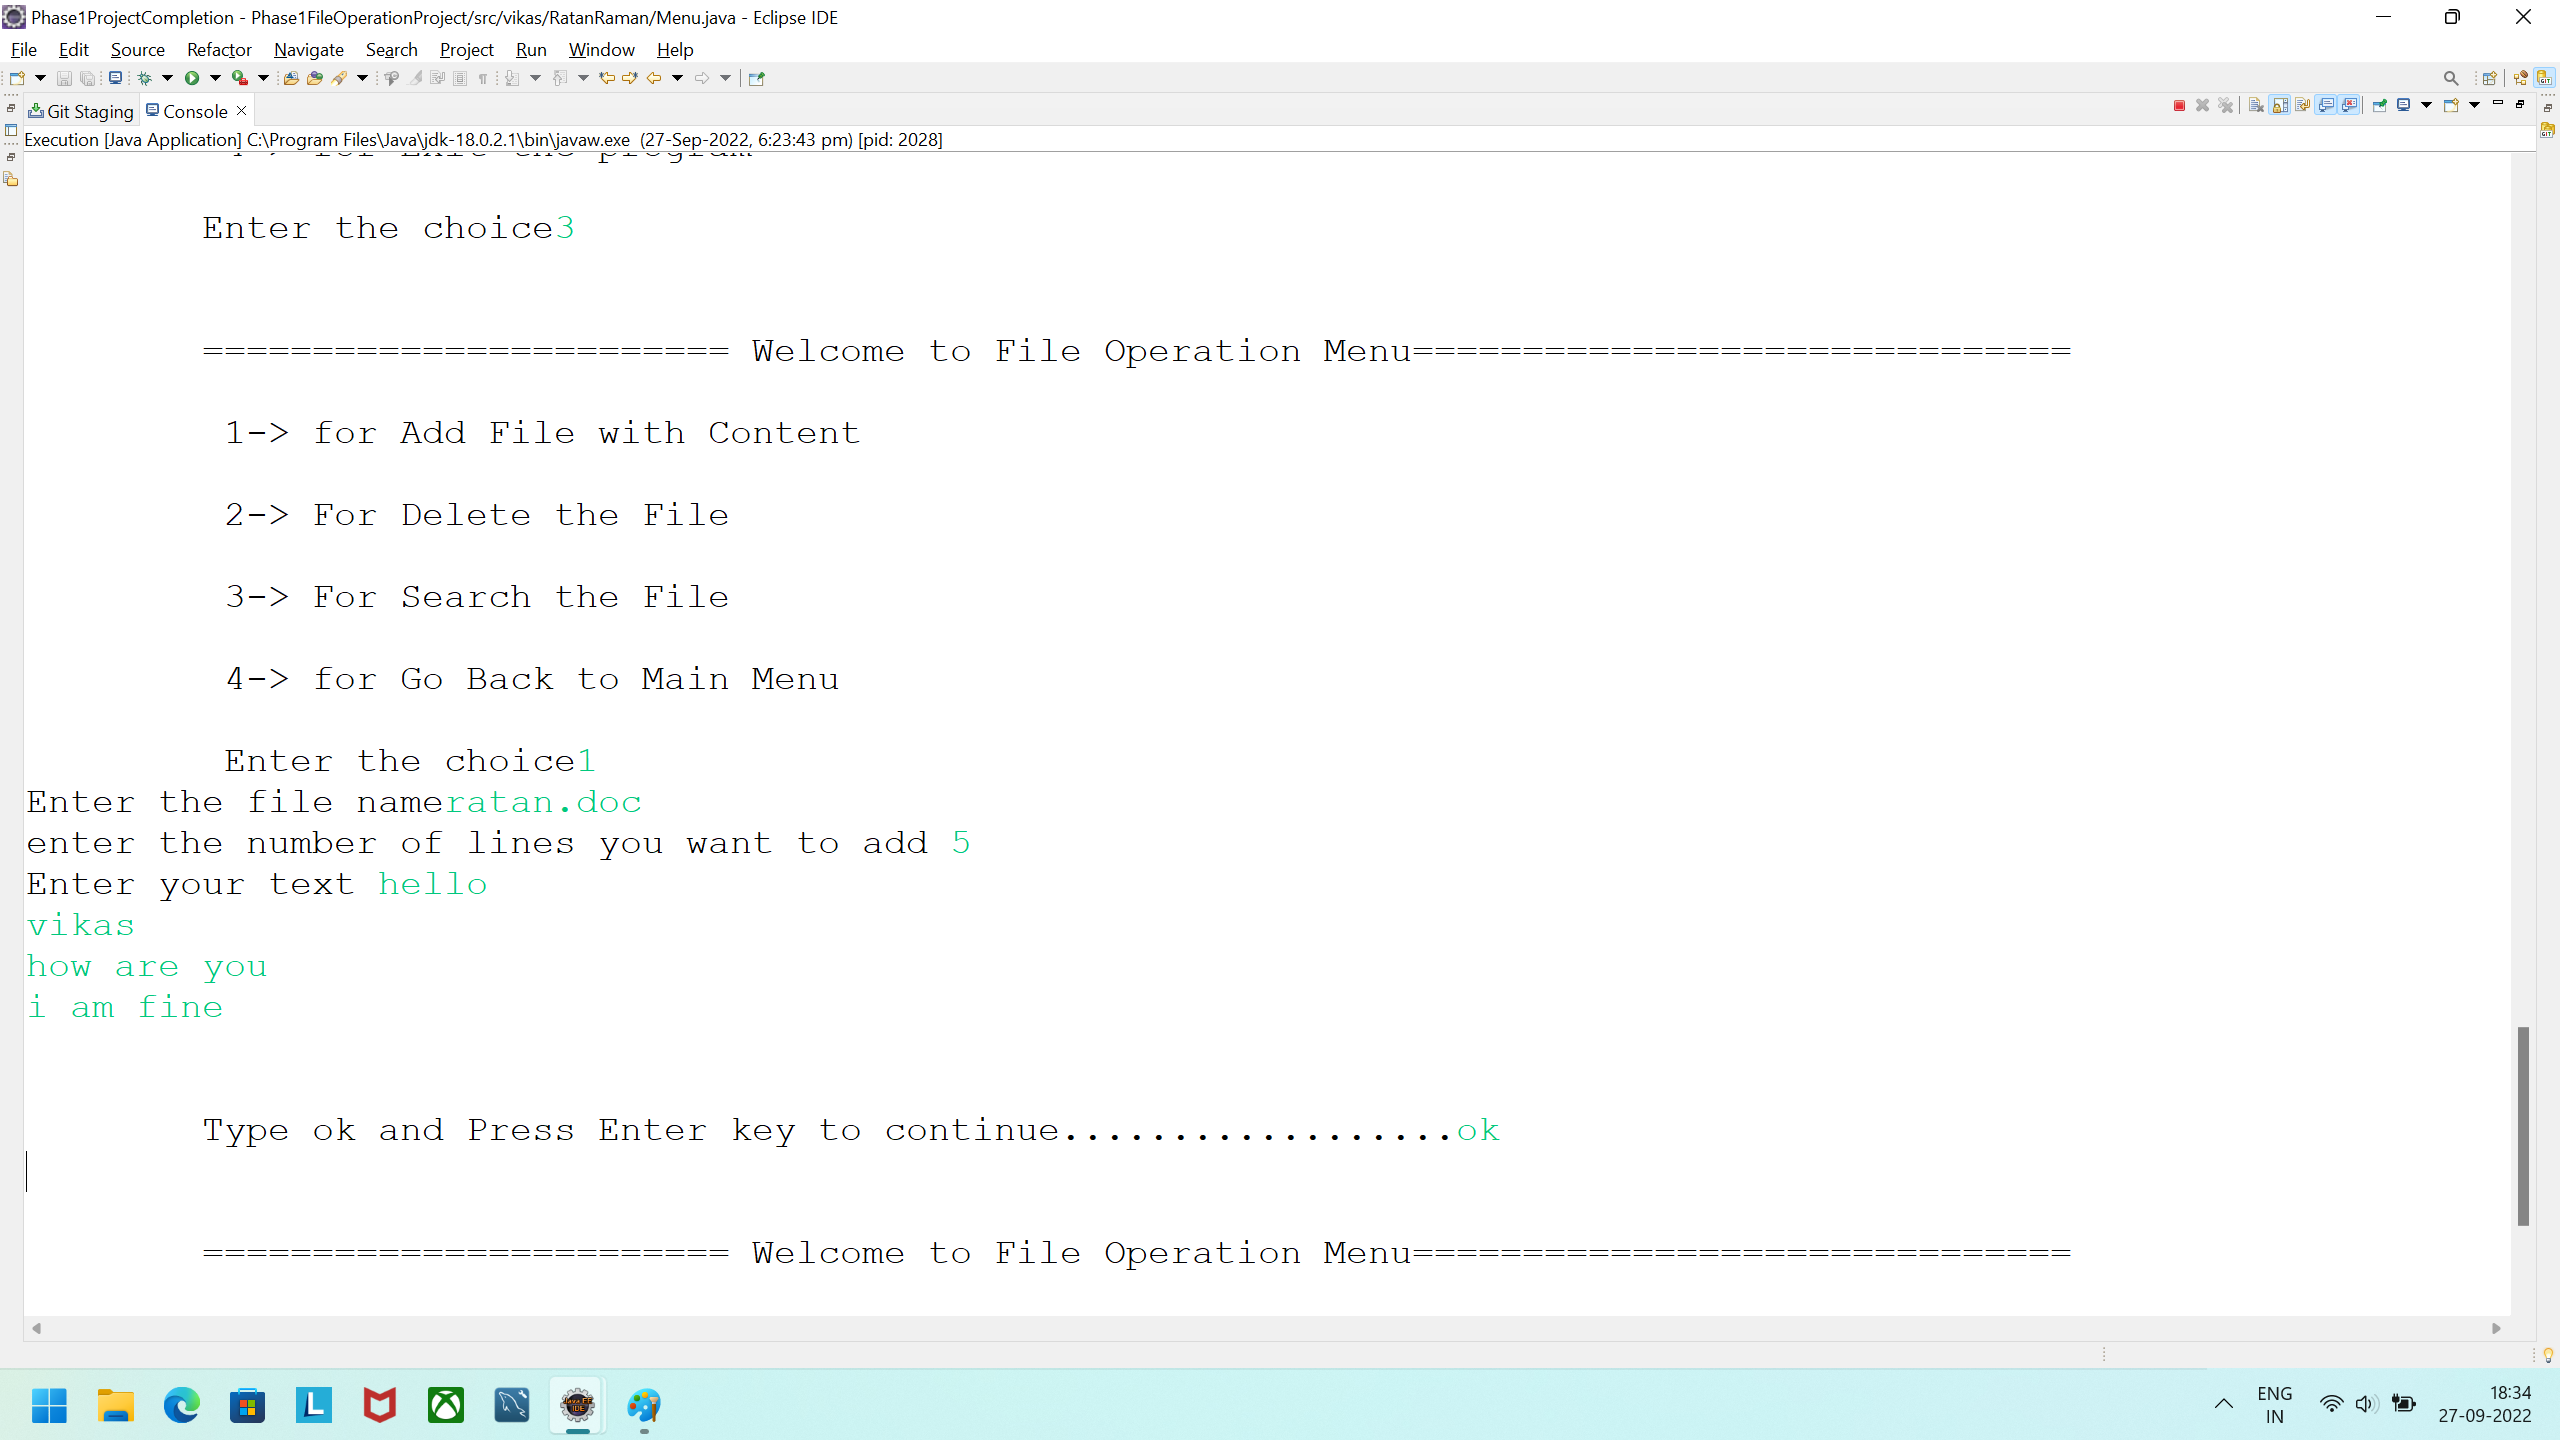 Phase1ProjectCompletion - Phase1FileOperationProject/src/vikas/RatanRaman/Menu.java - Eclipse IDE
File Edit Source Refactor Navigate Search Project Run Window Help
Git Staging Console
Execution [Java Application] C:\Program Files\Java\jdk-18.0.2.1\bin\javaw.exe (27-Sep-2022, 6:23:43 pm) [pid: 2028]
for Exit the program
Enter the choice3
======================== Welcome to File Operation Menu==============================
1-> for Add File with Content
2-> For Delete the File
3-> For Search the File
4-> for Go Back to Main Menu
Enter the choice1
Enter the file nameratan.doc
enter the number of lines you want to add 5
Enter your text hello
vikas
how are you
i am fine
Type ok and Press Enter key to continue..................ok
======================== Welcome to File Operation Menu==============================
ENG
IN
18:34
27-09-2022